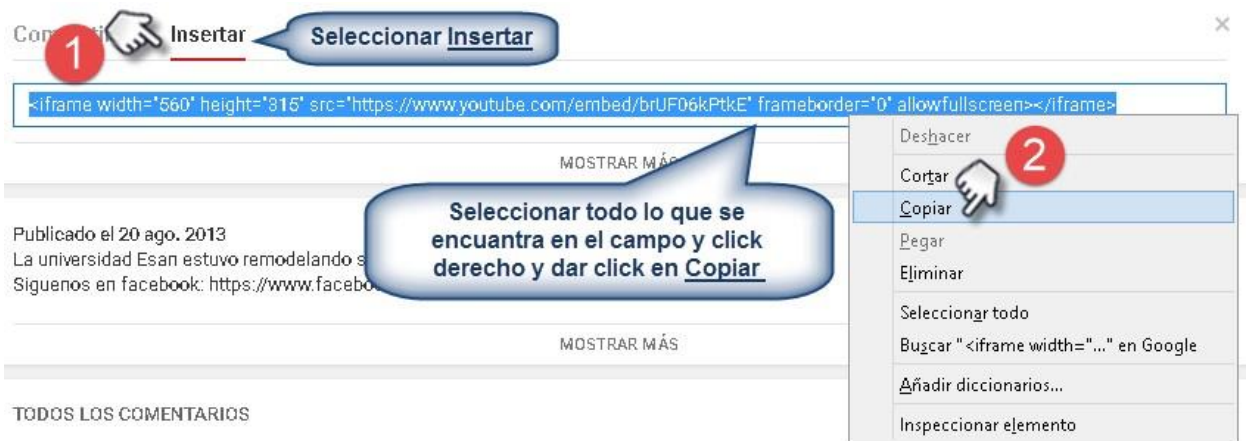 1
Insertar
Seleccionar Insertar
<iframe width="560" height="315" src="https://www.youtube.com/embed/brUF06kPtkE" frameborder="0" allowfullscreen></iframe>
Deshacer
2
MOSTRAR MÁS
Cortar
Copiar
Seleccionar todo lo que se
encuantra en el campo y click
derecho y dar click en Copiar
Publicado el 20 ago. 2013
La universidad Esan estuvo remodelando
Siguenos en facebook: https://www.facebo
Pegar
Eliminar
Seleccionar todo
MOSTRAR MÁS
Buscar "<iframe width="..." en Google
Añadir diccionarios...
TODOS LOS COMENTARIOS
Inspeccionar elemento